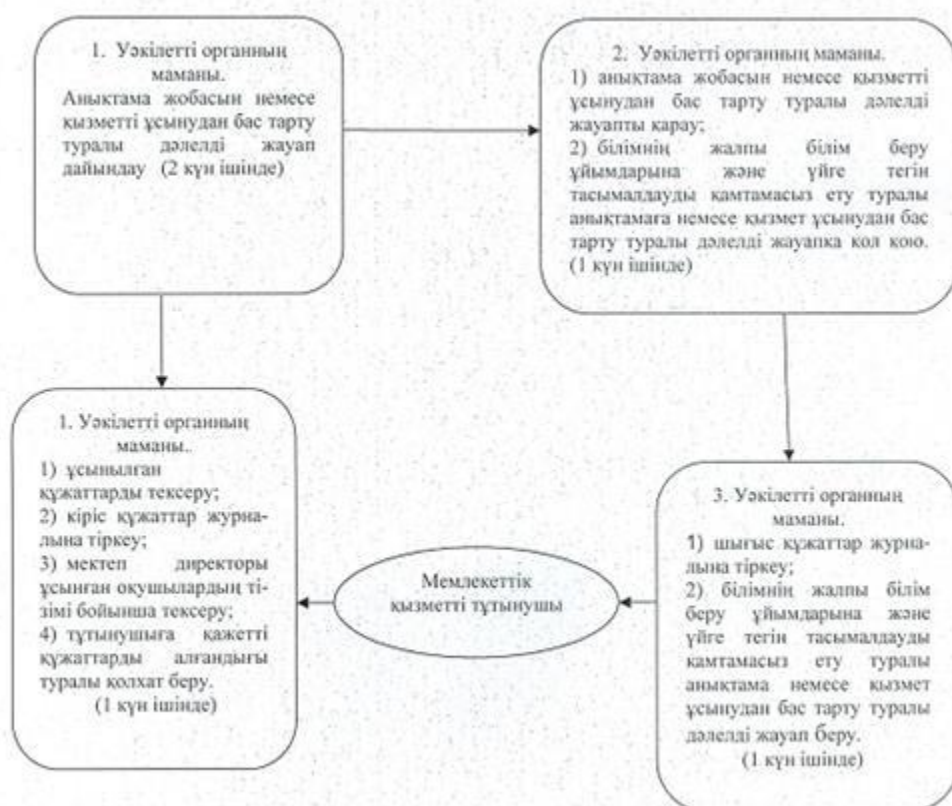 1. Уәкілетті органның
маманы.
Анықтама жобасын немесе
қызметті ұсынудан бас тарту
туралы дәлелді жауап
дайындау (2 күн ішінде)
2. Уәкілетті органның маманы.
1) анықтама жобасын немесе қызметті
ұсынудан бас тарту туралы дәлелді
жауапты қарау;
2) білімнің жалпы білім беру
ұйымдарына және үйге тегін
тасымалдауды қамтамасыз ету туралы
анықтамаға немесе қызмет ұсынудан бас
тарту туралы дәлелді жауапка қол қою.
(1 күн ішінде)
1. Уәкілетті органның
маманы..
1) ұсынылған
құжаттарды тексеру;
2) кіріс құжаттар журна-
лына тіркеу;
3) мектеп директоры
ұсынған оқушылардың ті-
зімі бойынша тексеру;
4) тұтынушыға қажетті
құжаттарды алғандығы
туралы қолхат беру.
(1 күн ішінде)
Мемлекеттік
қызметті тұтынушы
3. Уәкілетті органның
маманы.
1) шығыс құжаттар журна-
лына тіркеу;
2) білімнің жалпы білім
беру ұйымдарына және
үйге тегін тасымалдауды
қамтамасыз ету туралы
анықтама немесе қызмет
ұсынудан бас тарту туралы
дәлелді жауап беру.
(1 күн ішінде)